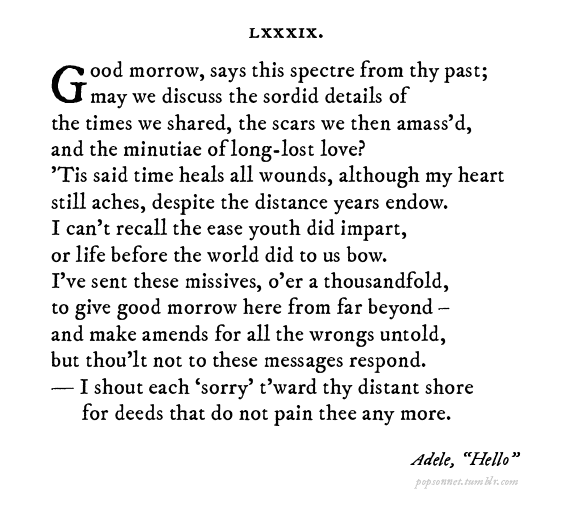 LXXXIX.
Good morrow, says this spectre from thy past;
may we discuss the sordid details of
the times we shared, the scars we then amass’d,
and the minutiae of long-lost love?
’Tis said time heals all wounds, although my heart
still aches, despite the distance years endow.
I can’t recall the ease youth did impart,
or life before the world did to us bow.
I’ve sent these missives, o’er a thousandfold,
to give good morrow here from far beyond –
and make amends for all the wrongs untold,
but thou’lt not to these messages respond.
— I shout each ‘sorry’ t’ward thy distant shore
for deeds that do not pain thee any more.
Adele, “Hello”
popsonnet.tumblr.com